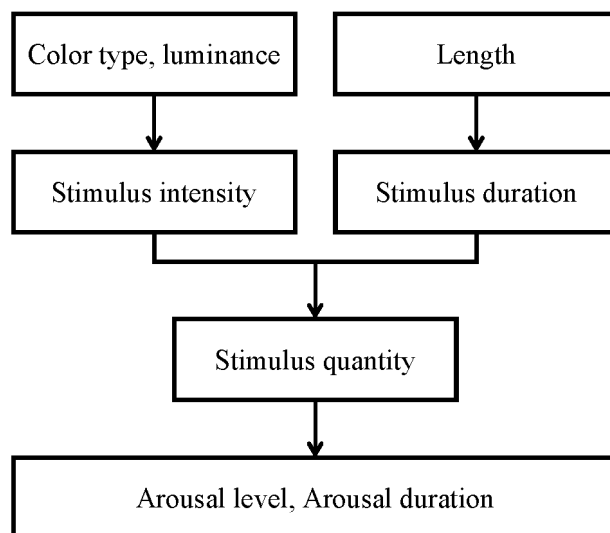 Color type, luminance
Length
Stimulus intensity
Stimulus duration
Stimulus quantity
Arousal level, Arousal duration